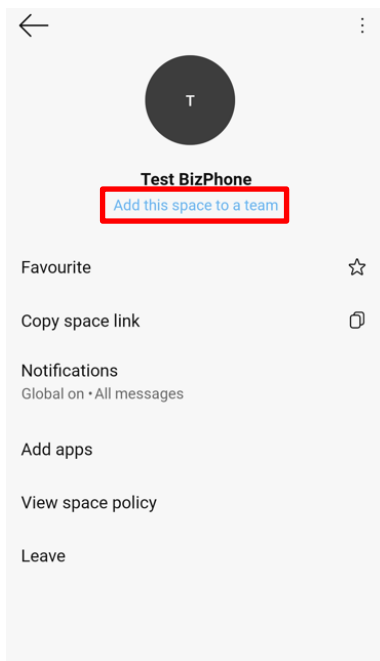 T
Test BizPhone
Add this space to a team
Favourite
Copy space link
Notifications
Global on • All messages
Add apps
View space policy
Leave